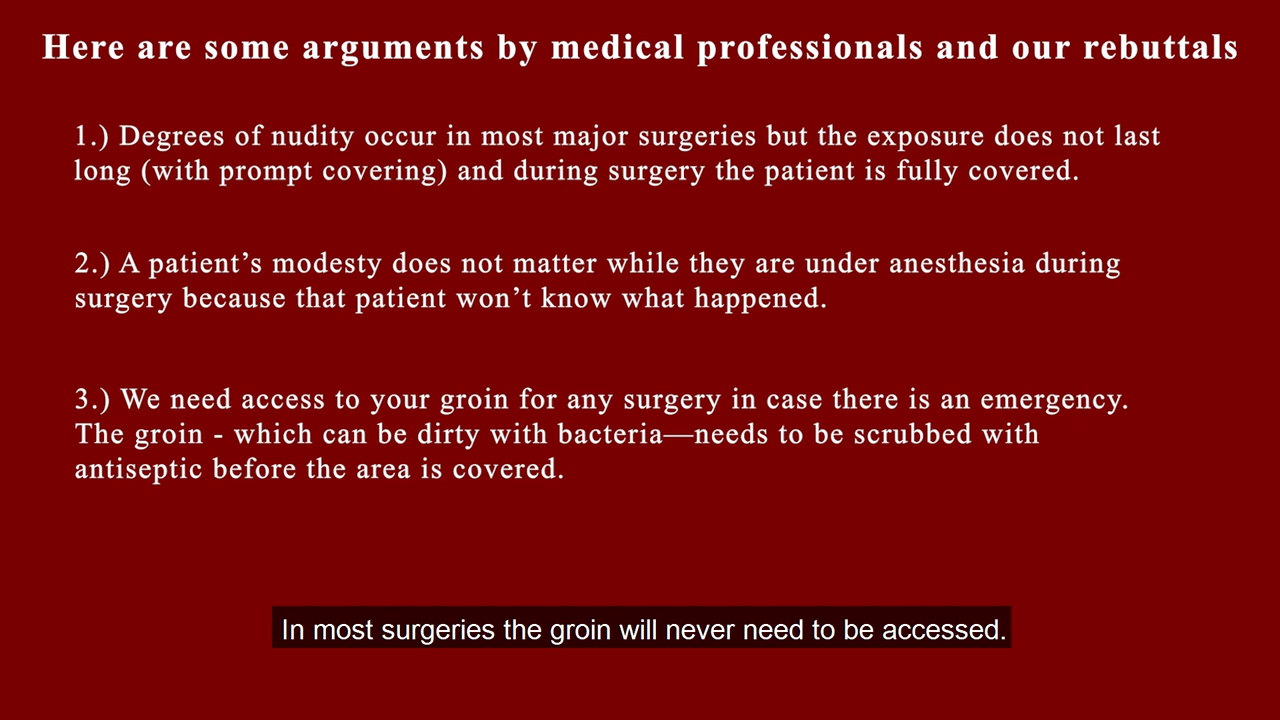 Here are some arguments by medical professionals and our rebuttals
1.) Degrees of nudity occur in most major surgeries but the exposure does not last
long (with prompt covering) and during surgery the patient is fully covered.
2.) A patient’s modesty does not matter while they are under anesthesia during
surgery because that patient won’t know what happened.
3.) We need access to your groin for any surgery in case there is an emergency.
The groin - which can be dirty with bacteria—needs to be scrubbed with
antiseptic before the area is covered.
In most surgeries the groin will never need to be accessed.